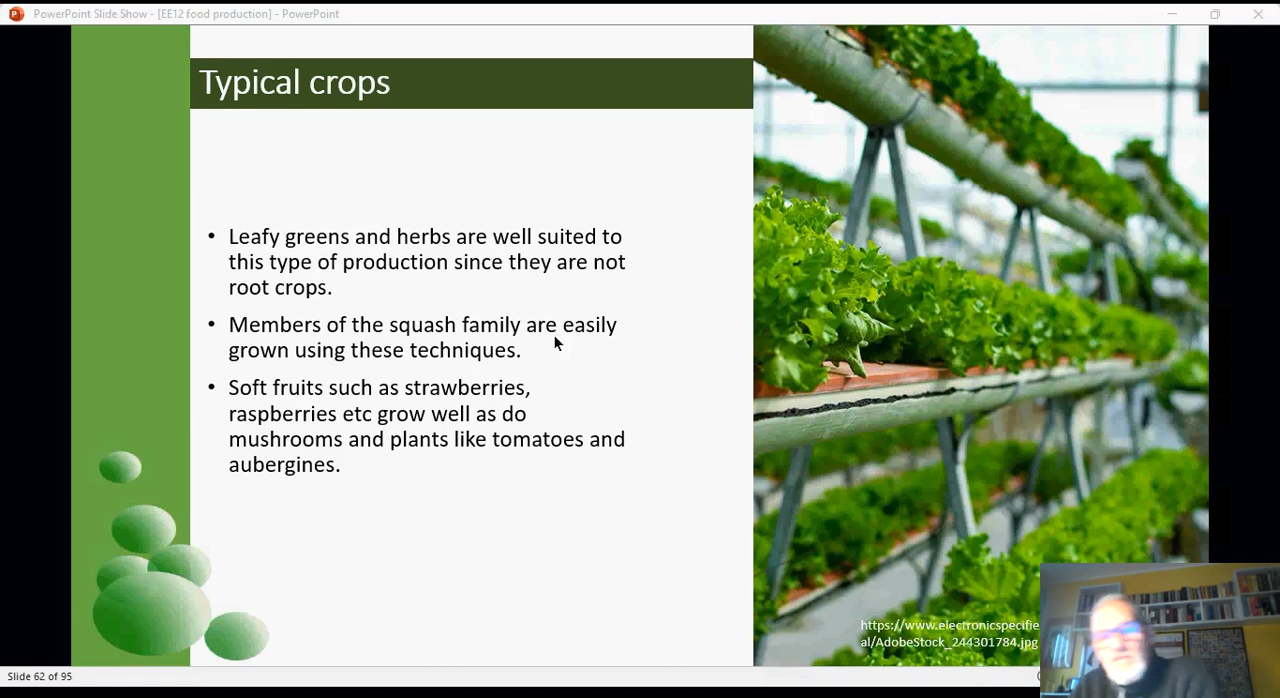 PowerPoint Slide Show - [EE12 food production] - PowerPoint
Typical crops
• Leafy greens and herbs are well suited to
this type of production since they are not
root crops.
• Members of the squash family are easily
grown using these techniques.
• Soft fruits such as strawberries,
raspberries etc grow well as do
mushrooms and plants like tomatoes and
aubergines.
https://www.electronicspecifie
al/AdobeStock_244301784.jpg
Slide 62 of 95